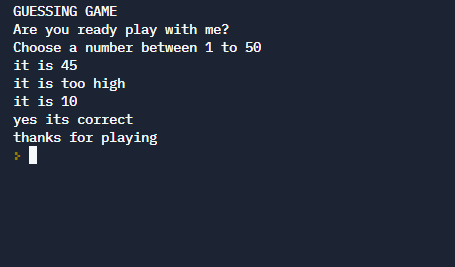 GUESSING GAME
Are you ready play with me?
Choose a number between 1 to 50
it is 45
it is too high
it is 10
yes its correct
thanks for playing
>